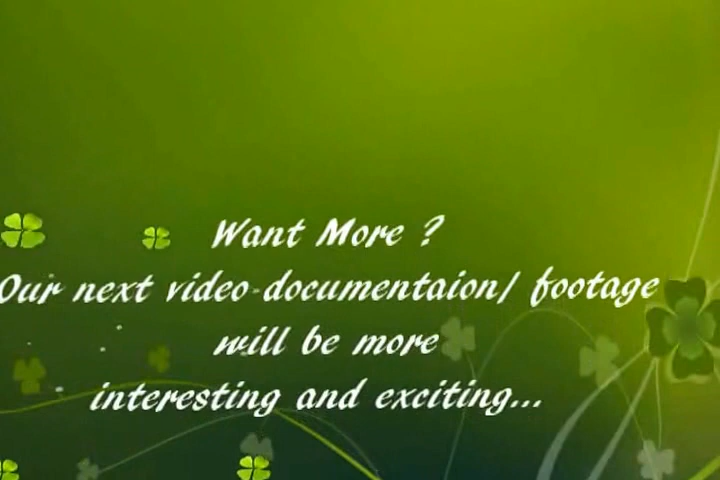 Want More ?
Our next video documentaion/ footage
will be more
interesting and exciting...